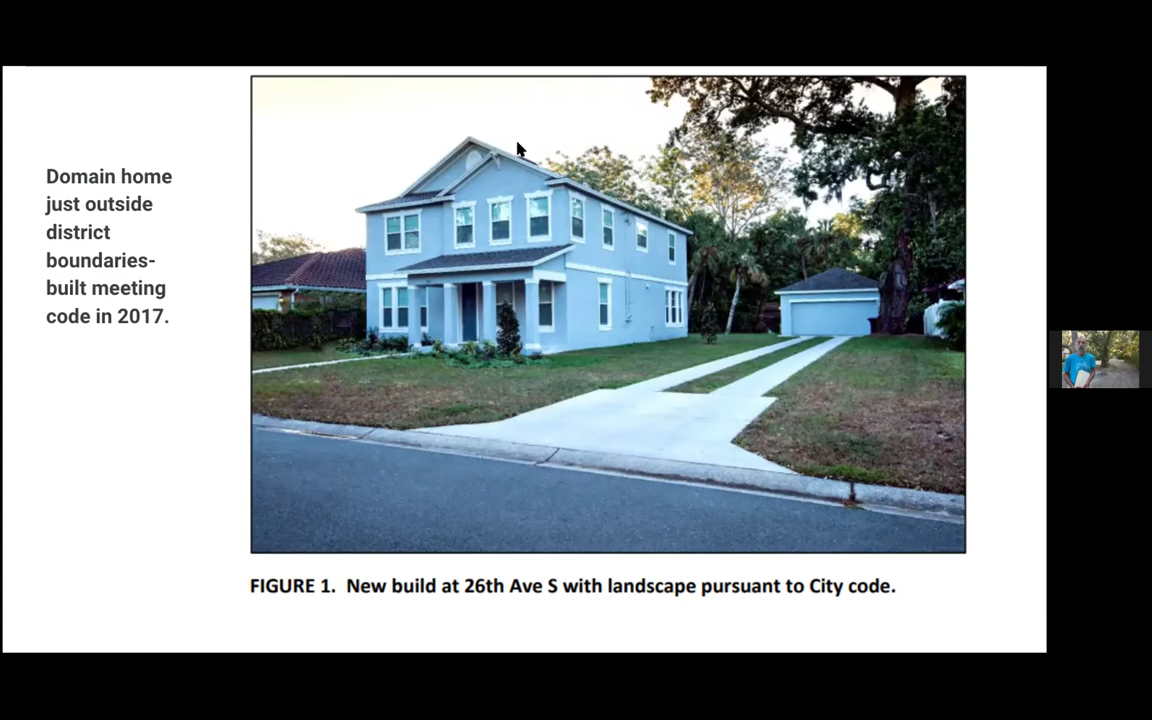 Domain home
just outside
district
boundaries-
built meeting
code in 2017.
FIGURE 1.  New build at 26th Ave S with landscape pursuant to City code.